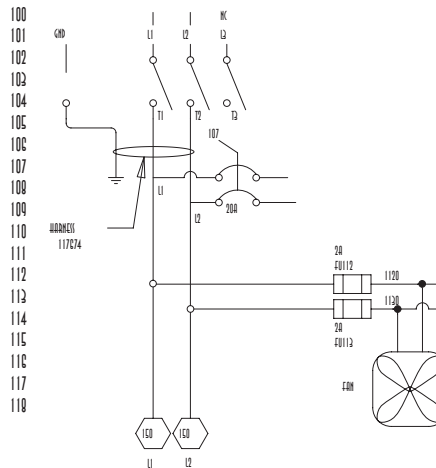 100
NC
101 GND L1 L2 L3
102
103
104
T1 T2 T3
105
106
107
107
L1
108
20A
109
L2
110 HARNESS
117G74
111
2A
FU112
112 1120
113 1130
2A
114
FU113
115
116
117 FAN
118
150 150
L1 L2